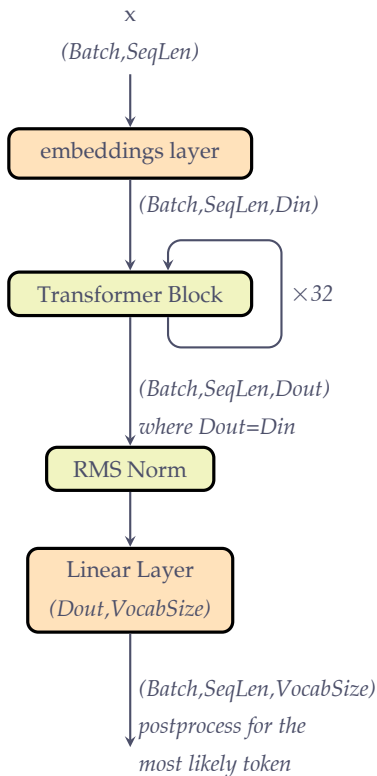 x
(Batch,SeqLen)
embeddings layer
(Batch,SeqLen,Din)
Transformer Block
×32
(Batch,SeqLen,Dout)
where Dout=Din
RMS Norm
Linear Layer
(Dout,VocabSize)
(Batch,SeqLen,VocabSize)
postprocess for the
most likely token